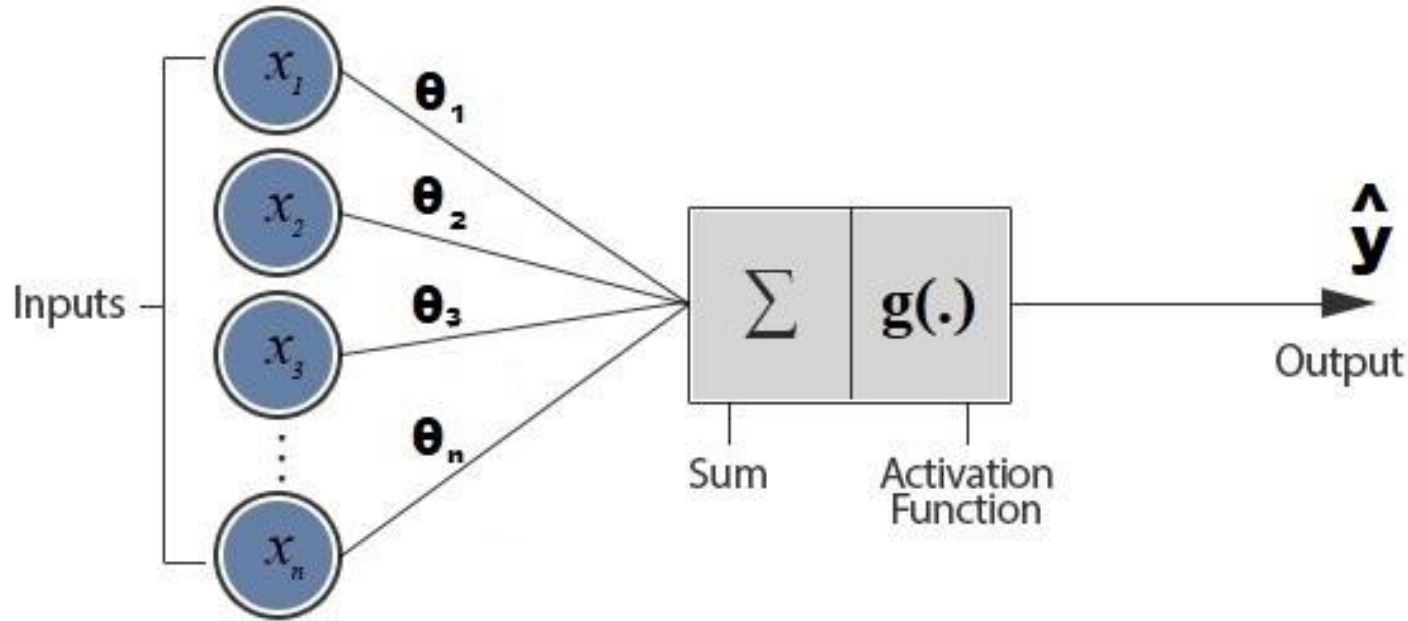 Inputs
x₁
x₂
x₃
⋮
xₙ
θ₁
θ₂
θ₃
θₙ
∑
g(.)
Sum
Activation
Function
ŷ
Output